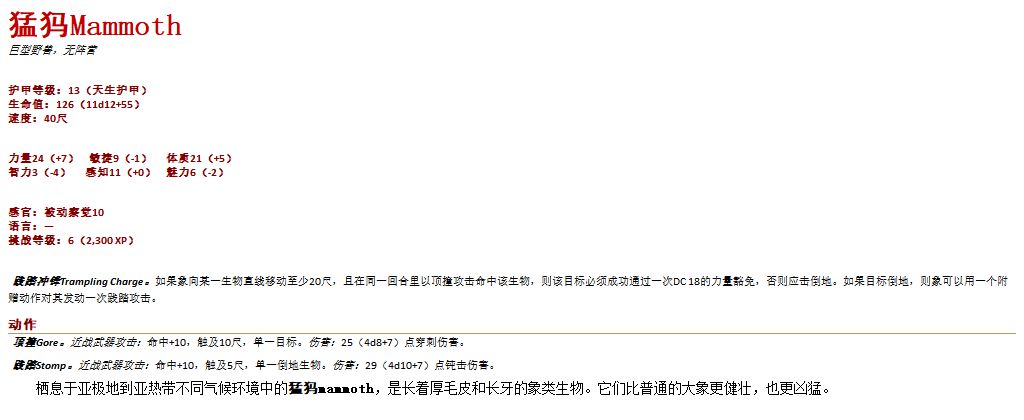 猛犸Mammoth
巨型野兽，无阵营
护甲等级：13（天生护甲）
生命值：126（11d12+55）
速度：40尺
力量24（+7） 敏捷9（-1） 体质21（+5）
智力3（-4） 感知11（+0） 魅力6（-2）
感官：被动察觉10
语言：—
挑战等级：6（2,300 XP）
践踏冲锋Trampling Charge。如果象向某一生物直线移动至少20尺，且在同一回合里以顶撞攻击命中该生物，则该目标必须成功通过一次DC 18的力量豁免，否则应击倒地。如果目标倒地，则象可以用一个附
赠动作对其发动一次践踏攻击。
动作
顶撞Gore。近战武器攻击：命中+10，触及10尺，单一目标。伤害：25（4d8+7）点穿刺伤害。
践踏Stomp。近战武器攻击：命中+10，触及5尺，单一倒地生物。伤害：29（4d10+7）点钝击伤害。
栖息于亚极地到亚热带不同气候环境中的猛犸mammoth，是长着厚毛皮和长牙的象类生物。它们比普通的大象更健壮，也更凶猛。